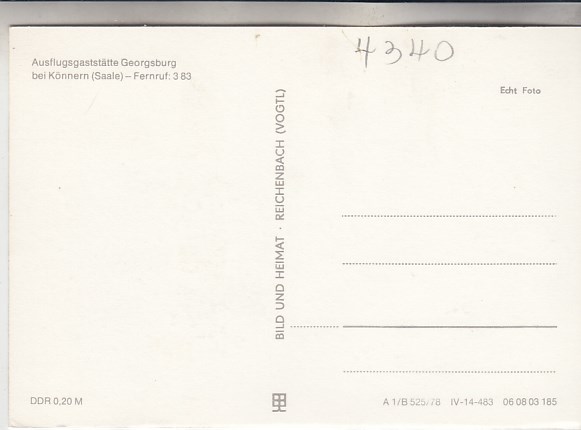 4340
Ausflugsgaststätte Georgsburg
bei Könnern (Saale) – Fernruf: 3 83
Echt Foto
BILD UND HEIMAT · REICHENBACH (VOGTL)
DDR 0,20 M
A 1/B 525/78 IV-14-483 06 08 03 185